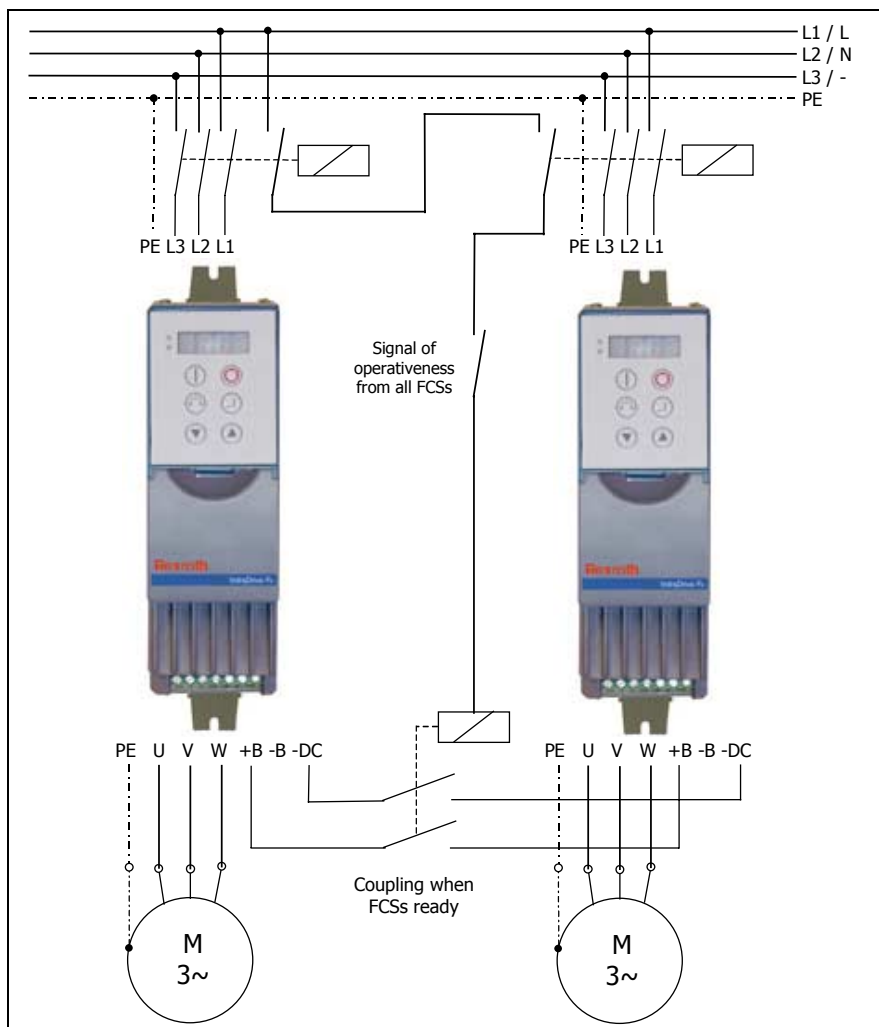 L1 / L
L2 / N
L3 / -
PE
PE L3 L2 L1
PE L3 L2 L1
Signal of
operativeness
from all FCSs
Rexroth
Rexroth
PE U V W +B -B -DC
PE U V W +B -B -DC
Coupling when
FCSs ready
M
3~
M
3~